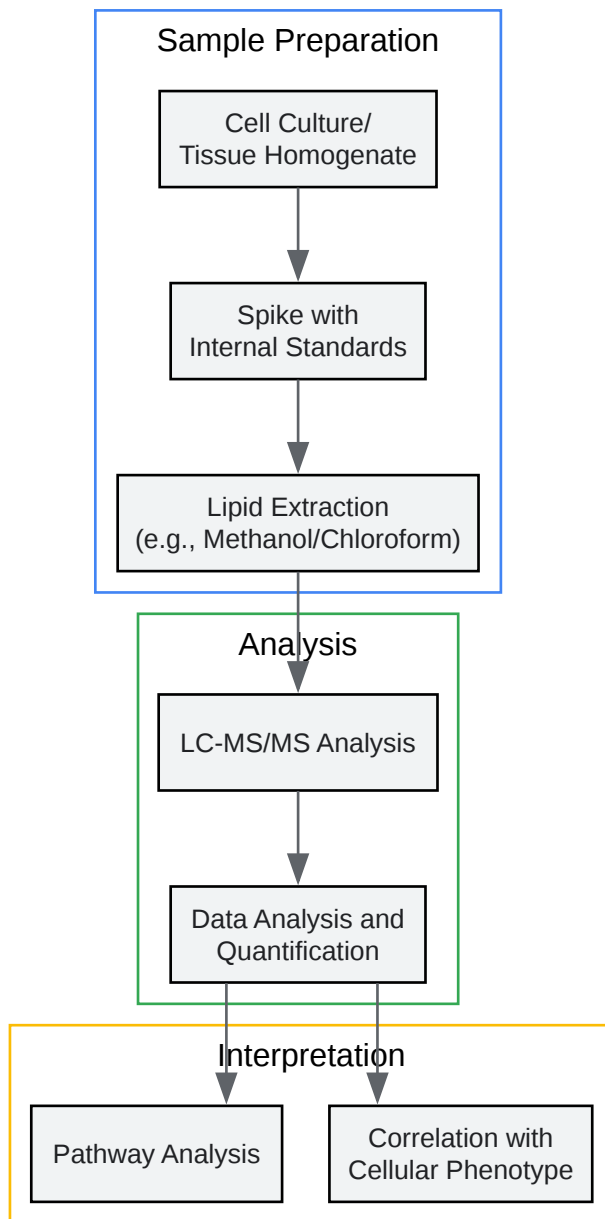 Sample Preparation
Cell Culture/
Tissue Homogenate
Spike with
Internal Standards
Lipid Extraction
(e.g., Methanol/Chloroform)
Analysis
LC-MS/MS Analysis
Data Analysis and
Quantification
Interpretation
Pathway Analysis
Correlation with
Cellular Phenotype